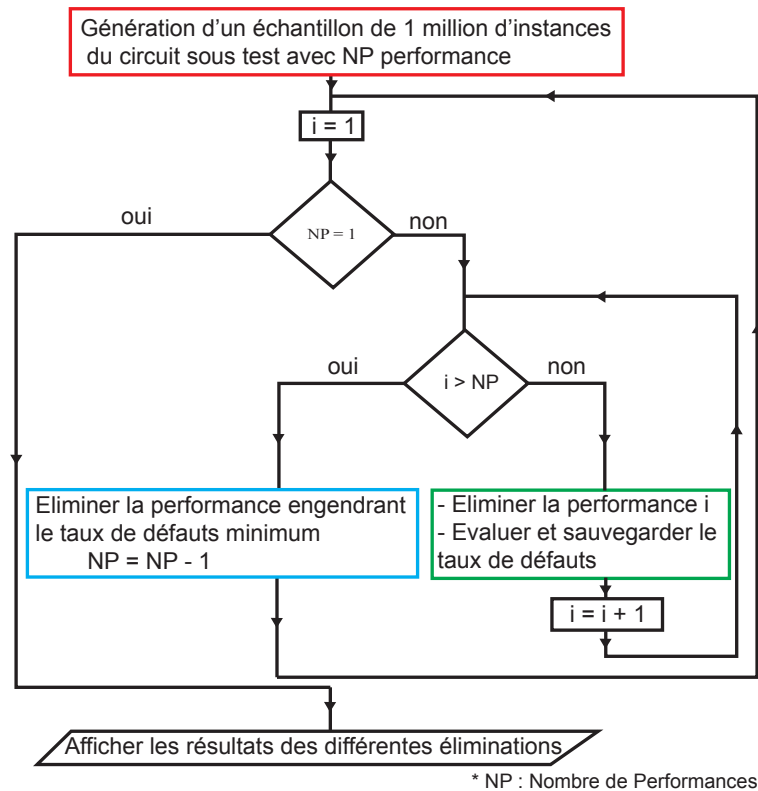 Génération d'un échantillon de 1 million d'instances
du circuit sous test avec NP performance
i = 1
oui
non
NP = 1
oui
non
i > NP
Eliminer la performance engendrant
le taux de défauts minimum
NP = NP - 1
- Eliminer la performance i
- Evaluer et sauvegarder le
taux de défauts
i = i + 1
Afficher les résultats des différentes éliminations
* NP : Nombre de Performances